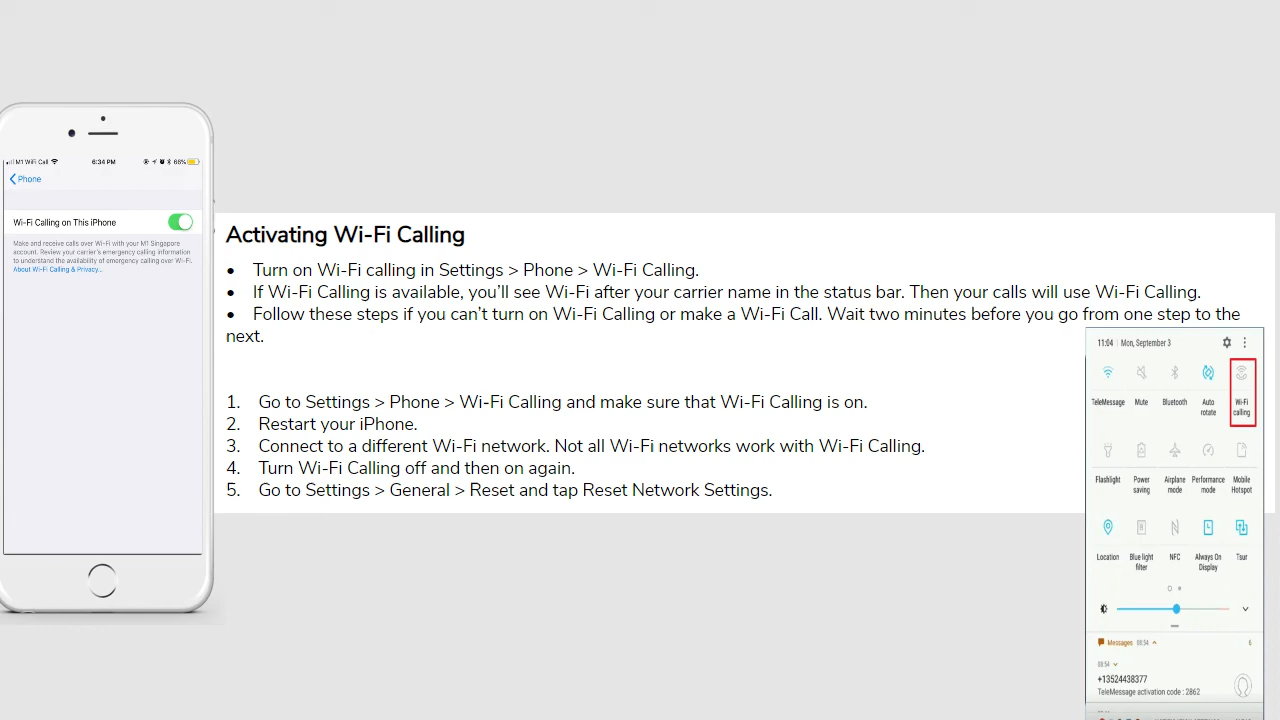 M1 WiFi Call 6:34 PM 66%
Phone
Wi-Fi Calling on This iPhone
Make and receive calls over Wi-Fi with your M1 Singapore
account. Review your carrier's emergency calling information
to understand the availability of emergency calling over Wi-Fi.
About Wi-Fi Calling & Privacy...
Activating Wi-Fi Calling
• Turn on Wi-Fi calling in Settings > Phone > Wi-Fi Calling.
• If Wi-Fi Calling is available, you’ll see Wi-Fi after your carrier name in the status bar. Then your calls will use Wi-Fi Calling.
• Follow these steps if you can’t turn on Wi-Fi Calling or make a Wi-Fi Call. Wait two minutes before you go from one step to the
next.
1. Go to Settings > Phone > Wi-Fi Calling and make sure that Wi-Fi Calling is on.
2. Restart your iPhone.
3. Connect to a different Wi-Fi network. Not all Wi-Fi networks work with Wi-Fi Calling.
4. Turn Wi-Fi Calling off and then on again.
5. Go to Settings > General > Reset and tap Reset Network Settings.
11:04 Mon, September 3
TeleMessage Mute Bluetooth Auto Wi-Fi
rotate calling
Flashlight Power Airplane Performance Mobile
saving mode mode Hotspot
Location Blue light NFC Always On Tsur
filter Display
Messages 08:54 6
08:54
+13524438377
TeleMessage activation code : 2862